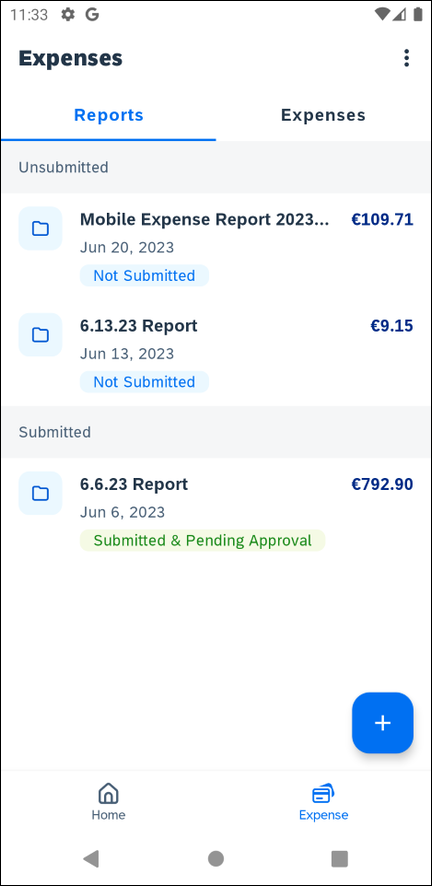 11:33
Expenses
Reports Expenses
Unsubmitted
Mobile Expense Report 2023... €109.71
Jun 20, 2023
Not Submitted
6.13.23 Report €9.15
Jun 13, 2023
Not Submitted
Submitted
6.6.23 Report €792.90
Jun 6, 2023
Submitted & Pending Approval
Home Expense